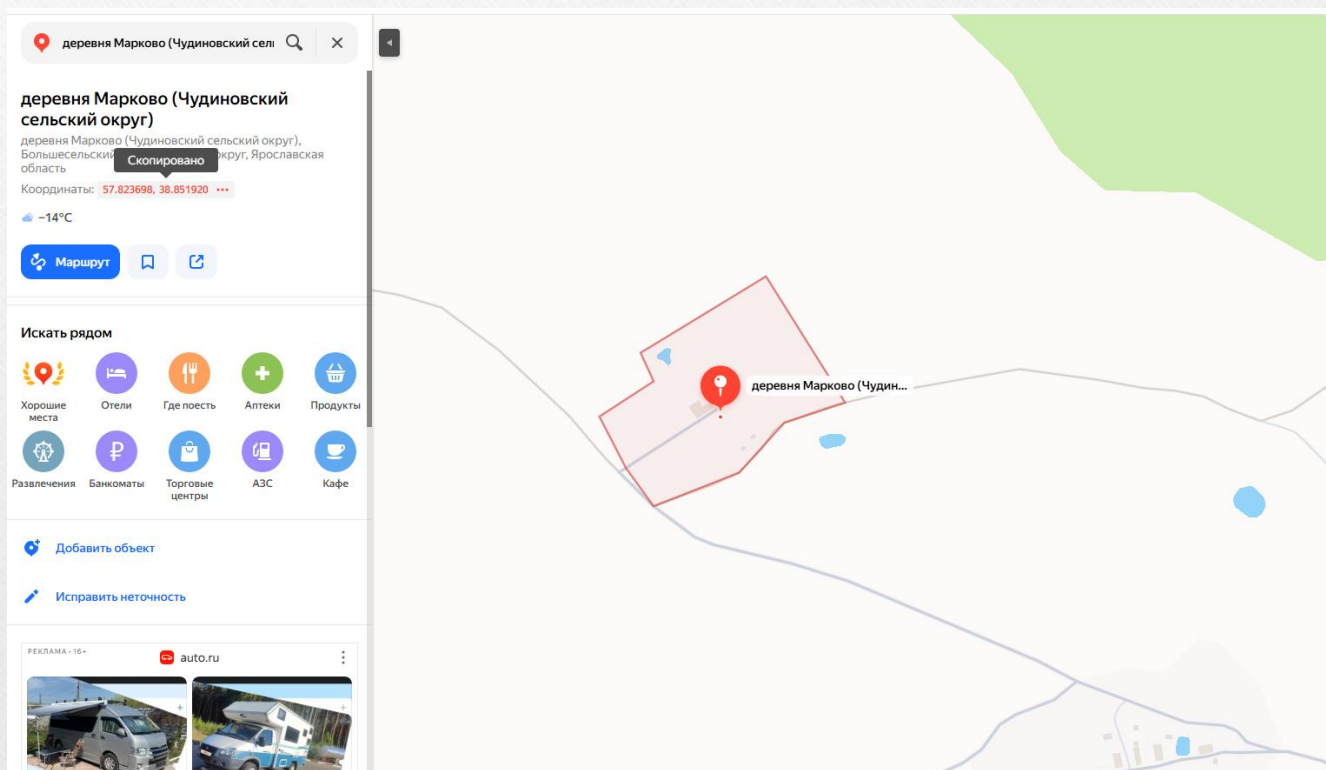 деревня Марково (Чудиновский сел
деревня Марково (Чудиновский
сельский округ)
деревня Марково (Чудиновский сельский округ),
Большесельский округ, Ярославская
область
Скопировано
Координаты: 57.823698, 38.851920 •••
−14°C
Маршрут
Искать рядом
Хорошие
места
Отели
Где поесть
Аптеки
Продукты
Развлечения
Банкоматы
Торговые
центры
АЗС
Кафе
Добавить объект
Исправить неточность
РЕКЛАМА • 16+
auto.ru
деревня Марково (Чудин...